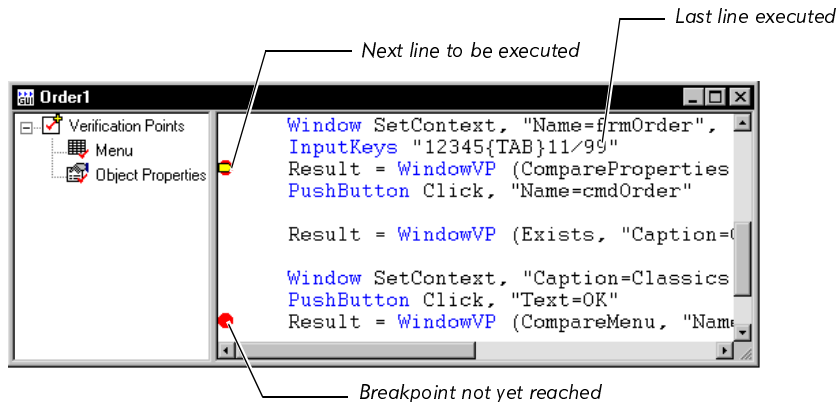 Last line executed
Next line to be executed
GUI Order1
Verification Points
Menu
Object Properties
Window SetContext, "Name=frmOrder",
InputKeys "12345{TAB}11/99"
Result = WindowVP (CompareProperties
PushButton Click, "Name=cmdOrder"
Result = WindowVP (Exists, "Caption=
Window SetContext, "Caption=Classics
PushButton Click, "Text=OK"
Result = WindowVP (CompareMenu, "Nam
Breakpoint not yet reached